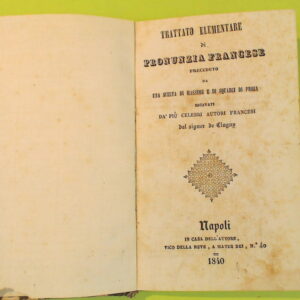 TRATTATO ELEMENTARE
di
PRONUNZIA FRANCESE
PRECEDUTO
DA
UNA SCELTA DI MASSIME E DI SQUARCI DI PROSA
RICAVATI
DA' PIÙ CELEBRI AUTORI FRANCESI
dal signor de Clugny
Napoli
IN CASA DELL'AUTORE,
VICO DELLA NEVE, A MATER DEI, N.° 40
1840